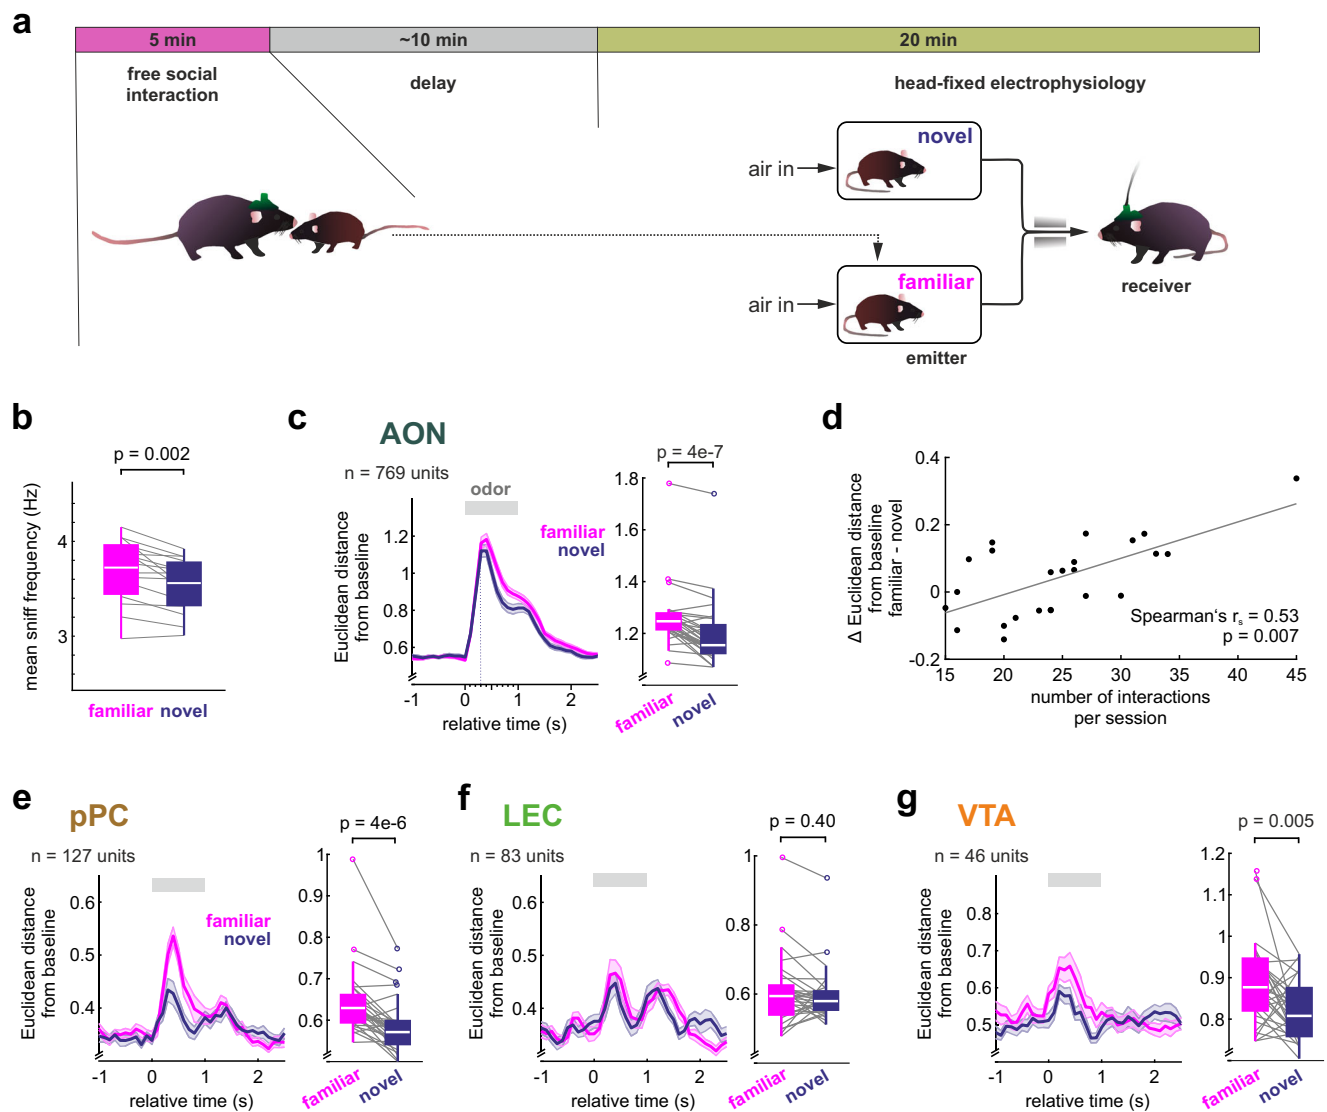 a
5 min
~10 min
20 min
free social
interaction
delay
head-fixed electrophysiology
novel
air in
familiar
air in
emitter
receiver
b
p = 0.002
mean sniff frequency (Hz)
4
3
familiar novel
c
AON
n = 769 units
odor
familiar
novel
Euclidean distance
from baseline
1.2
1.0
0.8
0.6
-1
0
1
2
relative time (s)
p = 4e-7
1.8
1.6
1.4
1.2
familiar
novel
d
Δ Euclidean distance
from baseline
familiar - novel
0.4
0.2
0
-0.2
Spearman's rs = 0.53
p = 0.007
15
20
25
30
35
40
45
number of interactions
per session
e
pPC
n = 127 units
familiar
novel
Euclidean distance
from baseline
0.6
0.5
0.4
-1
0
1
2
relative time (s)
p = 4e-6
1
0.9
0.8
0.7
0.6
familiar
novel
f
LEC
n = 83 units
Euclidean distance
from baseline
0.6
0.5
0.4
-1
0
1
2
relative time (s)
p = 0.40
1
0.8
0.6
familiar
novel
g
VTA
n = 46 units
Euclidean distance
from baseline
0.8
0.7
0.6
0.5
-1
0
1
2
relative time (s)
p = 0.005
1.2
1.1
1
0.9
0.8
familiar
novel